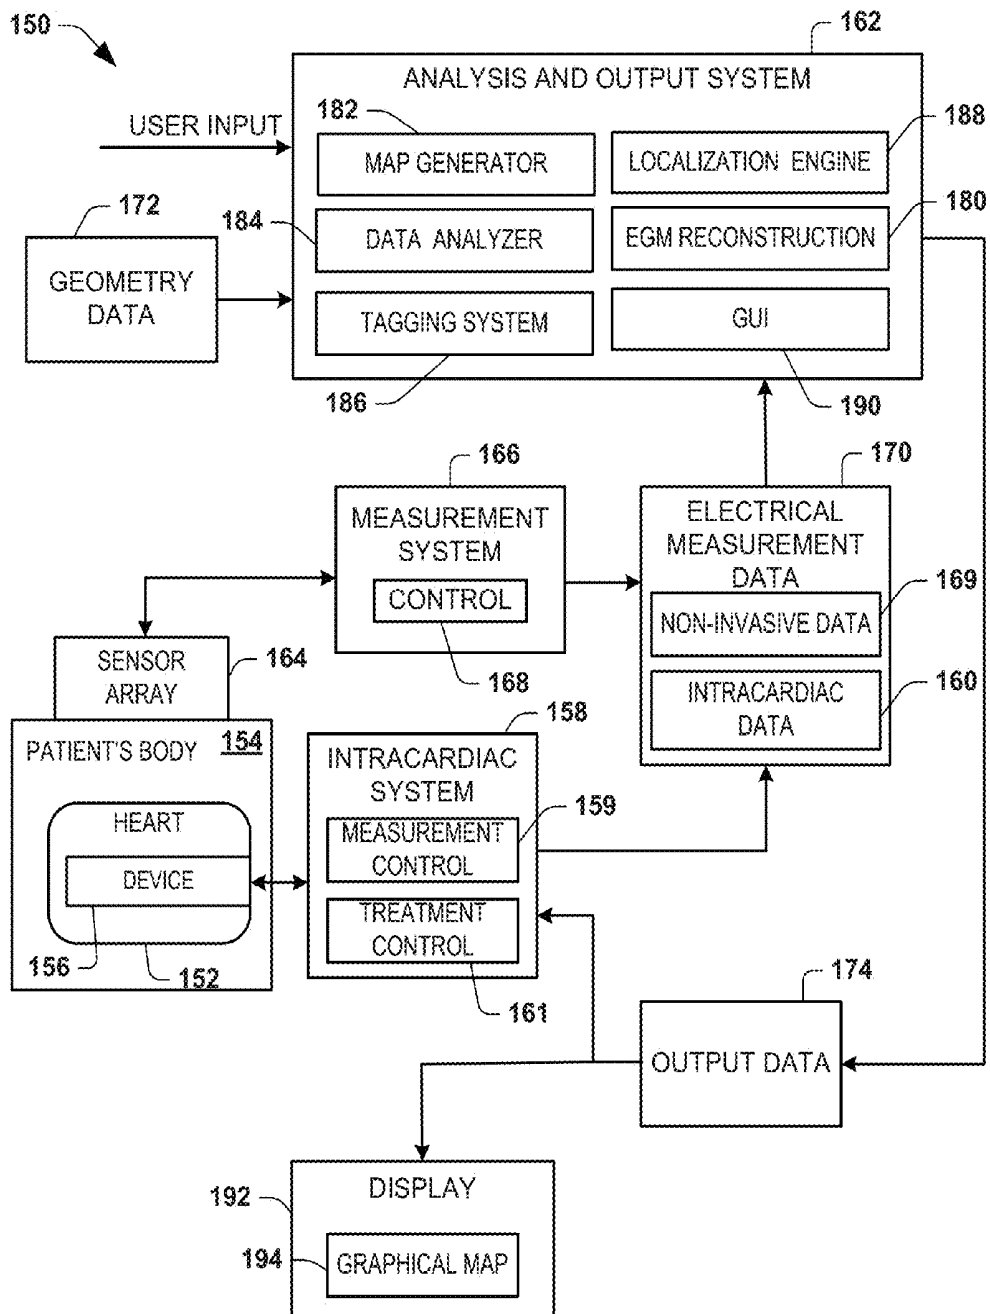 150
162
ANALYSIS AND OUTPUT SYSTEM
USER INPUT
182
188
MAP GENERATOR
LOCALIZATION ENGINE
172
184
180
DATA ANALYZER
EGM RECONSTRUCTION
GEOMETRY
DATA
TAGGING SYSTEM
GUI
186
190
166
170
MEASUREMENT
SYSTEM
CONTROL
168
ELECTRICAL
MEASUREMENT
DATA
169
NON-INVASIVE DATA
160
INTRACARDIAC
DATA
SENSOR
ARRAY
164
PATIENT'S BODY
154
158
INTRACARDIAC
SYSTEM
159
MEASUREMENT
CONTROL
HEART
DEVICE
TREATMENT
CONTROL
156
152
161
174
OUTPUT DATA
192
DISPLAY
194
GRAPHICAL MAP